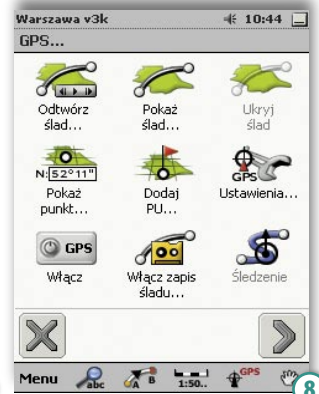 Warszawa v3k 10:44
GPS...
Odtwórz ślad...
Pokaż ślad...
Ukryj ślad
N: 52°11"
GPS
Pokaż punkt...
Dodaj PU...
Ustawienia...
GPS
Włącz
Włącz zapis śladu...
Śledzenie
Menu abc A B 1:50.. GPS
8